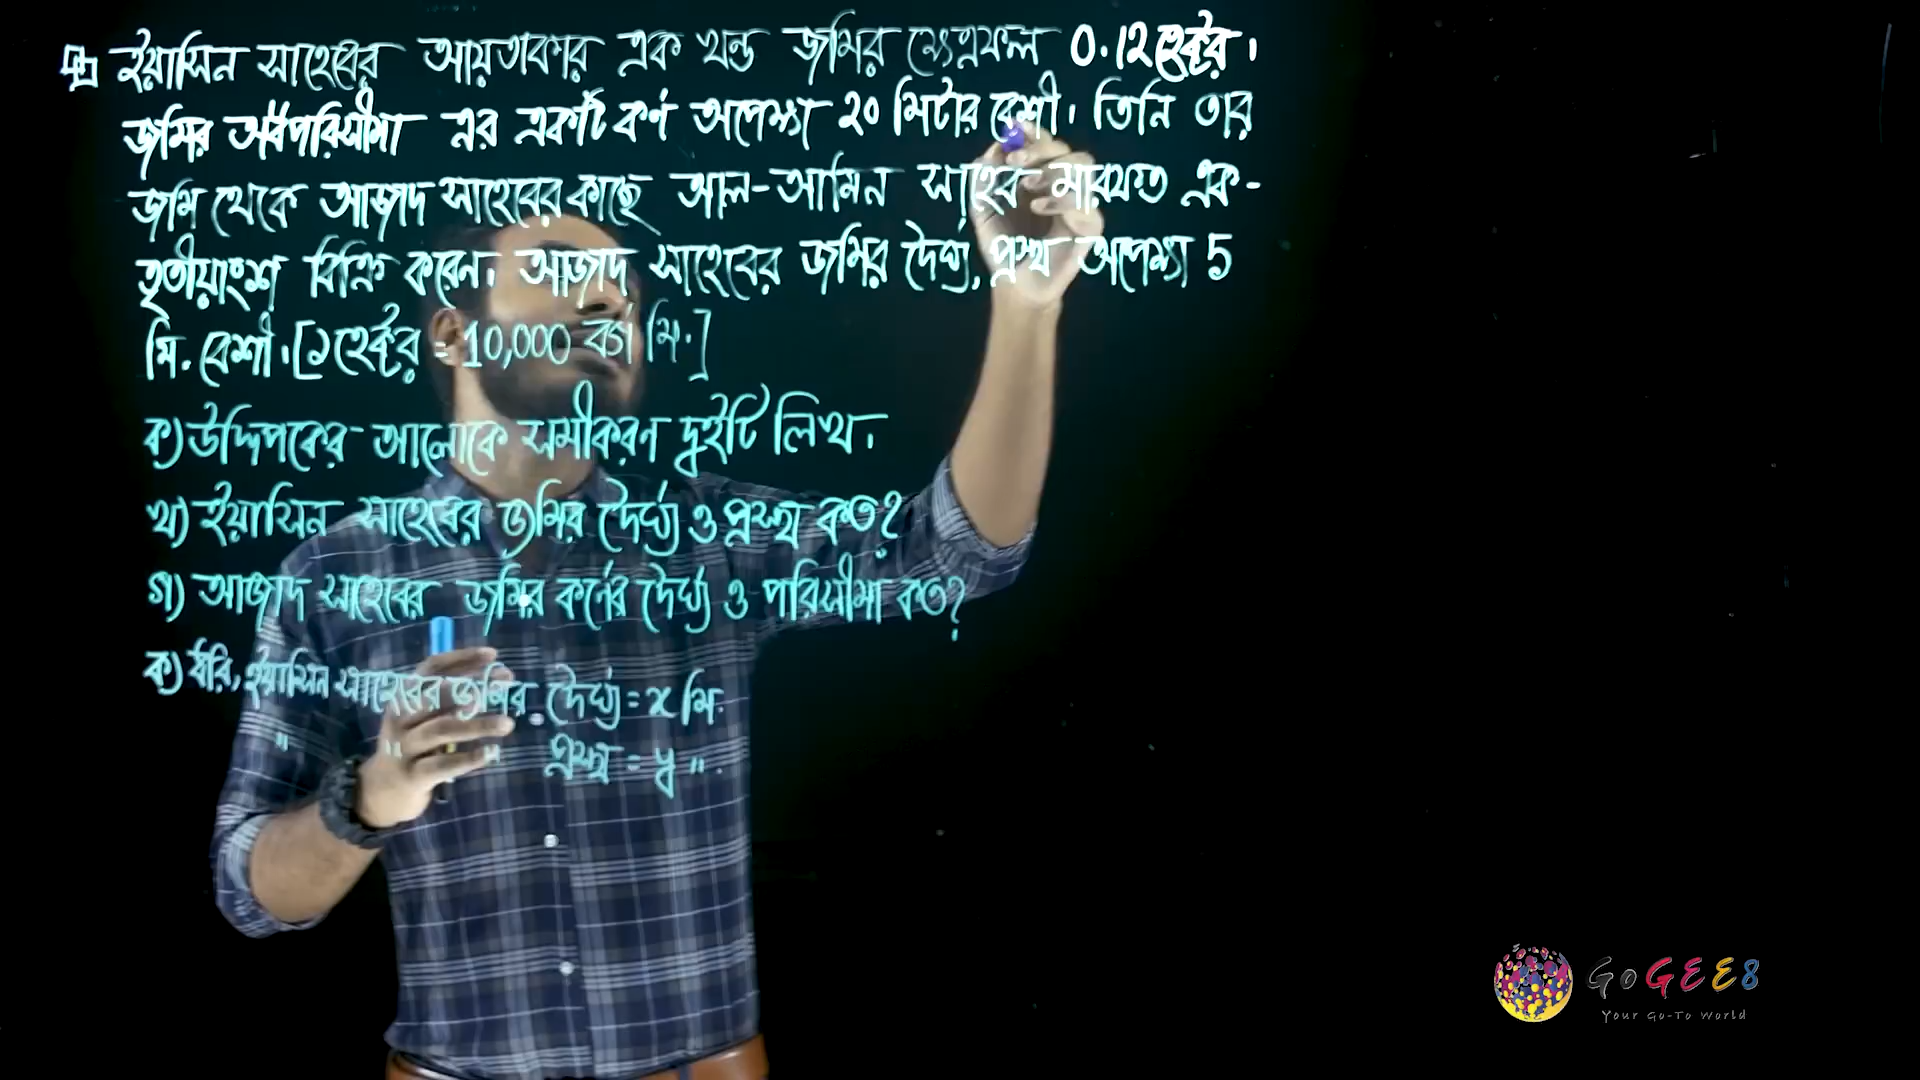 প্র ইয়াসিন সাহেবের আয়তাকার এক খন্ড জমির ক্ষেত্রফল 0.12হেক্টর।
জমির অর্ধপরিসীমা এর একটি কর্ণ অপেক্ষা ২০ মিটার বেশী। তিনি তার
জমি থেকে আজাদ সাহেবের কাছে আল-আমিন সাহেব মারফত এক-
তৃতীয়াংশ বিক্রি করেন। আজাদ সাহেবের জমির দৈর্ঘ্য, প্রস্থ অপেক্ষা 5
মি. বেশী।[১হেক্টর = 10,000 বর্গ মি.]
ক) উদ্দিপকের আলোকে সমীকরণ দুইটি লিখ।
খ) ইয়াসিন সাহেবের জমির দৈর্ঘ্য ও প্রস্থ কত?
গ) আজাদ সাহেবের জমির কর্ণের দৈর্ঘ্য ও পরিসীমা কত?
ক) ধরি, ইয়াসিন সাহেবের জমির দৈর্ঘ্য = x মি.
" " " প্রস্থ = y ".
GoGEE8
Your Go-To World